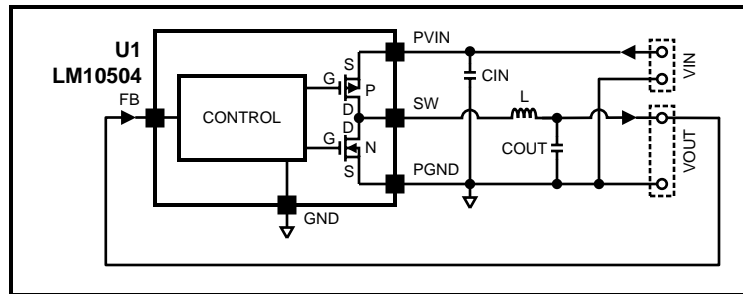 U1
LM10504
FB
CONTROL
G
S
P
D
D
G
N
S
PVIN
SW
PGND
GND
CIN
L
COUT
VIN
VOUT